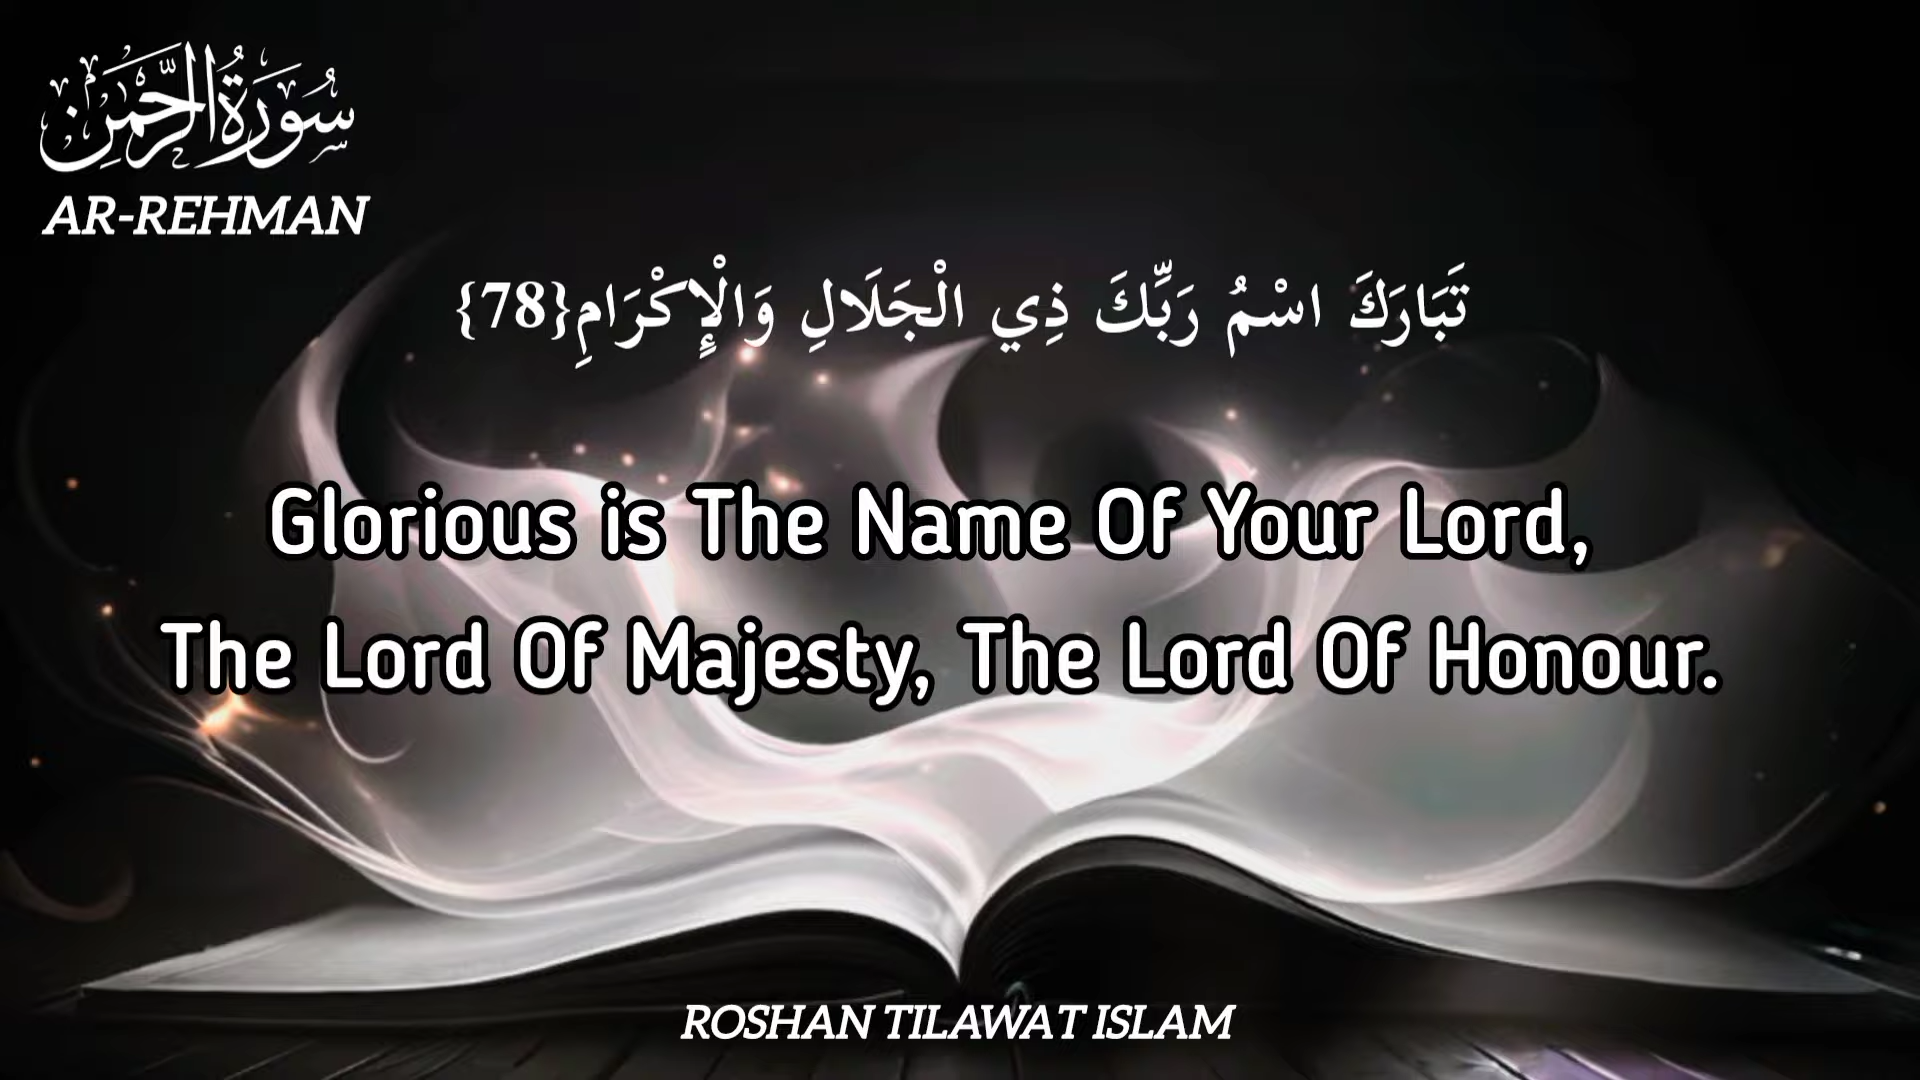 سُورَةُ الرَّحْمَٰن
AR-REHMAN
تَبَارَكَ اسْمُ رَبِّكَ ذِي الْجَلَالِ وَالْإِكْرَامِ{78}
Glorious is The Name Of Your Lord,
The Lord Of Majesty, The Lord Of Honour.
ROSHAN TILAWAT ISLAM